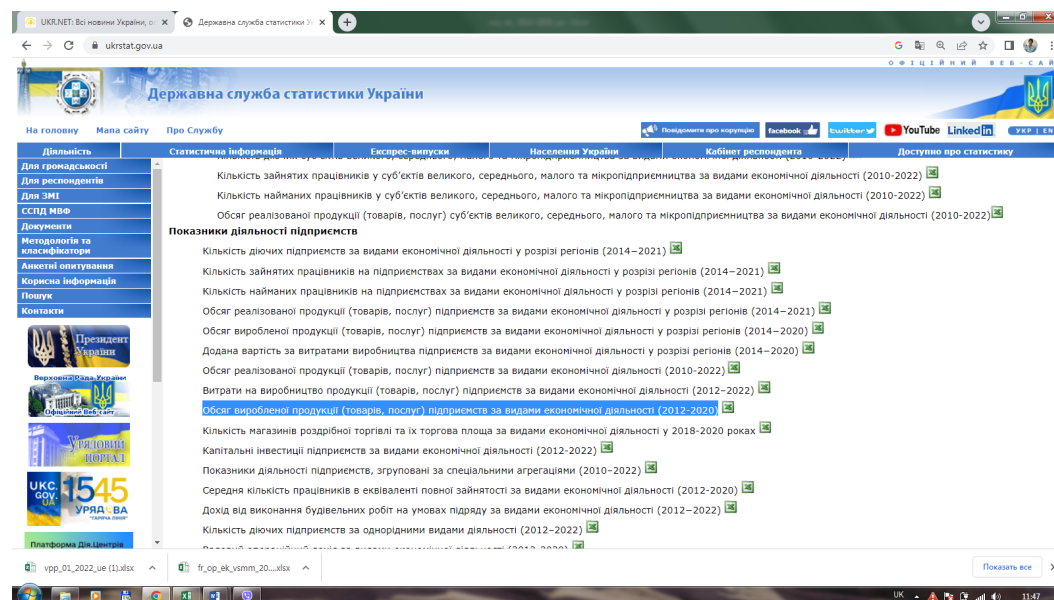 UKR.NET: Всі новини України, ос
Державна служба статистики Ук
ukrstat.gov.ua
ОФІЦІЙНИЙ ВЕБ-САЙ
Державна служба статистики України
На головну Мапа сайту Про Службу
Повідомити про корупцію facebook twitter YouTube Linked in УКР | EN
Діяльність Статистична інформація Експрес-випуски Населення України Кабінет респондента Доступно про статистику
Для громадськості
Для респондентів
Для ЗМІ
ССПД МВФ
Документи
Методологія та
класифікатори
Анкетні опитування
Корисна інформація
Пошук
Контакти
Президент
України
Верховна Рада України
Офіційний Веб-сайт
Урядовий
портал
UKC.
GOV.
UA
1545
УРЯДОВА
"ГАРЯЧА ЛІНІЯ"
Платформа Дія.Центрів
Кількість зайнятих працівників у суб'єктів великого, середнього, малого та мікропідприємництва за видами економічної діяльності (2010-2022)
Кількість найманих працівників у суб'єктів великого, середнього, малого та мікропідприємництва за видами економічної діяльності (2010-2022)
Обсяг реалізованої продукції (товарів, послуг) суб'єктів великого, середнього, малого та мікропідприємництва за видами економічної діяльності (2010-2022)
Показники діяльності підприємств
Кількість діючих підприємств за видами економічної діяльності у розрізі регіонів (2014−2021)
Кількість зайнятих працівників на підприємствах за видами економічної діяльності у розрізі регіонів (2014−2021)
Кількість найманих працівників на підприємствах за видами економічної діяльності у розрізі регіонів (2014−2021)
Обсяг реалізованої продукції (товарів, послуг) підприємств за видами економічної діяльності у розрізі регіонів (2014−2021)
Обсяг виробленої продукції (товарів, послуг) підприємств за видами економічної діяльності у розрізі регіонів (2014−2020)
Додана вартість за витратами виробництва підприємств за видами економічної діяльності у розрізі регіонів (2014−2020)
Обсяг реалізованої продукції (товарів, послуг) підприємств за видами економічної діяльності (2010-2022)
Витрати на виробництво продукції (товарів, послуг) підприємств за видами економічної діяльності (2012−2022)
Обсяг виробленої продукції (товарів, послуг) підприємств за видами економічної діяльності (2012-2020)
Кількість магазинів роздрібної торгівлі та їх торгова площа за видами економічної діяльності у 2018-2020 роках
Капітальні інвестиції підприємств за видами економічної діяльності (2012-2022)
Показники діяльності підприємств, згруповані за спеціальними агрегаціями (2010−2022)
Середня кількість працівників в еквіваленті повної зайнятості за видами економічної діяльності (2012-2020)
Дохід від виконання будівельних робіт на умовах підряду за видами економічної діяльності (2012−2022)
Кількість діючих підприємств за однорідними видами діяльності (2012−2022)
vpp_01_2022_ue (1).xlsx
fr_op_ek_vsmm_20....xlsx
Показать все
UK
11:47